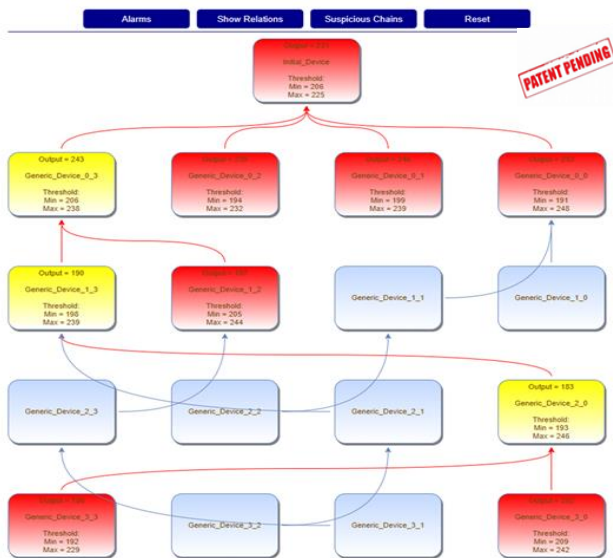 Alarms
Show Relations
Suspicious Chains
Reset
PATENT PENDING
Initial_Device
Threshold:
Min = 206
Max = 225
Output = 243
Generic_Device_0_3
Threshold:
Min = 206
Max = 238
Generic_Device_0_2
Threshold:
Min = 194
Max = 232
Generic_Device_0_1
Threshold:
Min = 199
Max = 239
Generic_Device_0_0
Threshold:
Min = 191
Max = 248
Output = 190
Generic_Device_1_3
Threshold:
Min = 198
Max = 239
Generic_Device_1_2
Threshold:
Min = 205
Max = 244
Generic_Device_1_1
Generic_Device_1_0
Generic_Device_2_3
Generic_Device_2_2
Generic_Device_2_1
Output = 153
Generic_Device_2_0
Threshold:
Min = 193
Max = 246
Generic_Device_3_3
Threshold:
Min = 192
Max = 229
Generic_Device_3_2
Generic_Device_3_1
Generic_Device_3_0
Threshold:
Min = 209
Max = 242